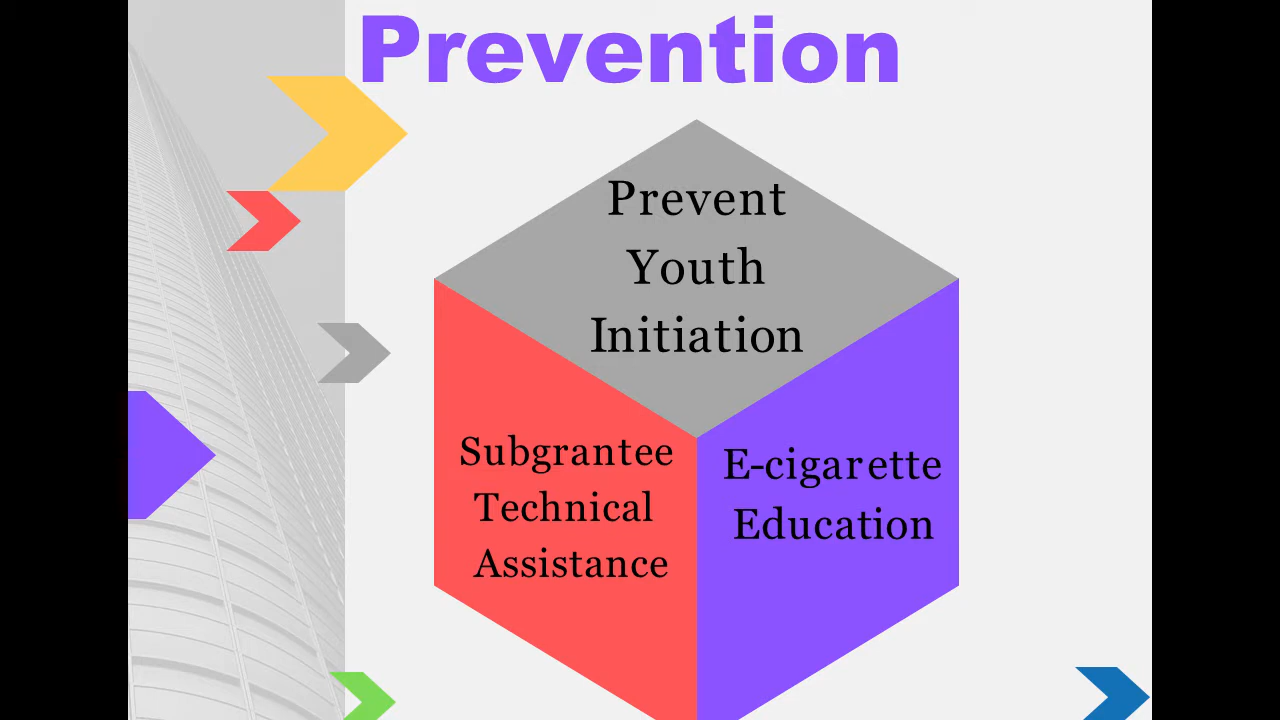 Prevention
Prevent
Youth
Initiation
Subgrantee
Technical
Assistance
E-cigarette
Education